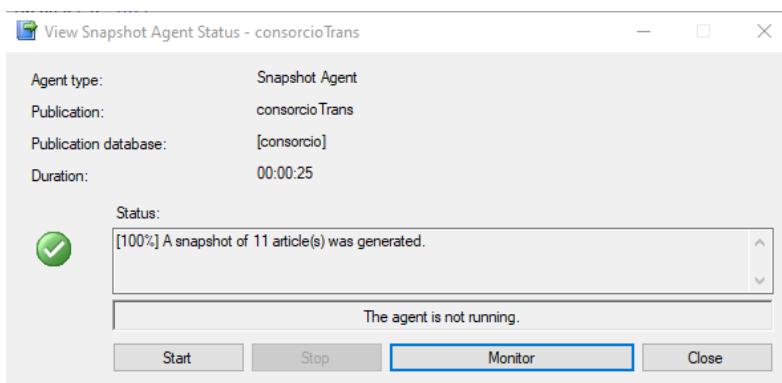 View Snapshot Agent Status - consorcioTrans
Agent type: Snapshot Agent
Publication: consorcioTrans
Publication database: [consorcio]
Duration: 00:00:25
Status:
[100%] A snapshot of 11 article(s) was generated.
The agent is not running.
Start Stop Monitor Close